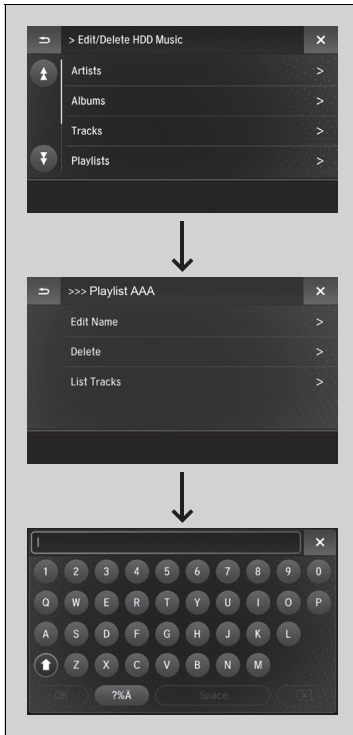 > Edit/Delete HDD Music ×
Artists >
Albums >
Tracks >
Playlists >
>>> Playlist AAA ×
Edit Name >
Delete >
List Tracks >
×
1 2 3 4 5 6 7 8 9 0
Q W E R T Y U I O P
A S D F G H J K L
Z X C V B N M
OK ?%Ä Space